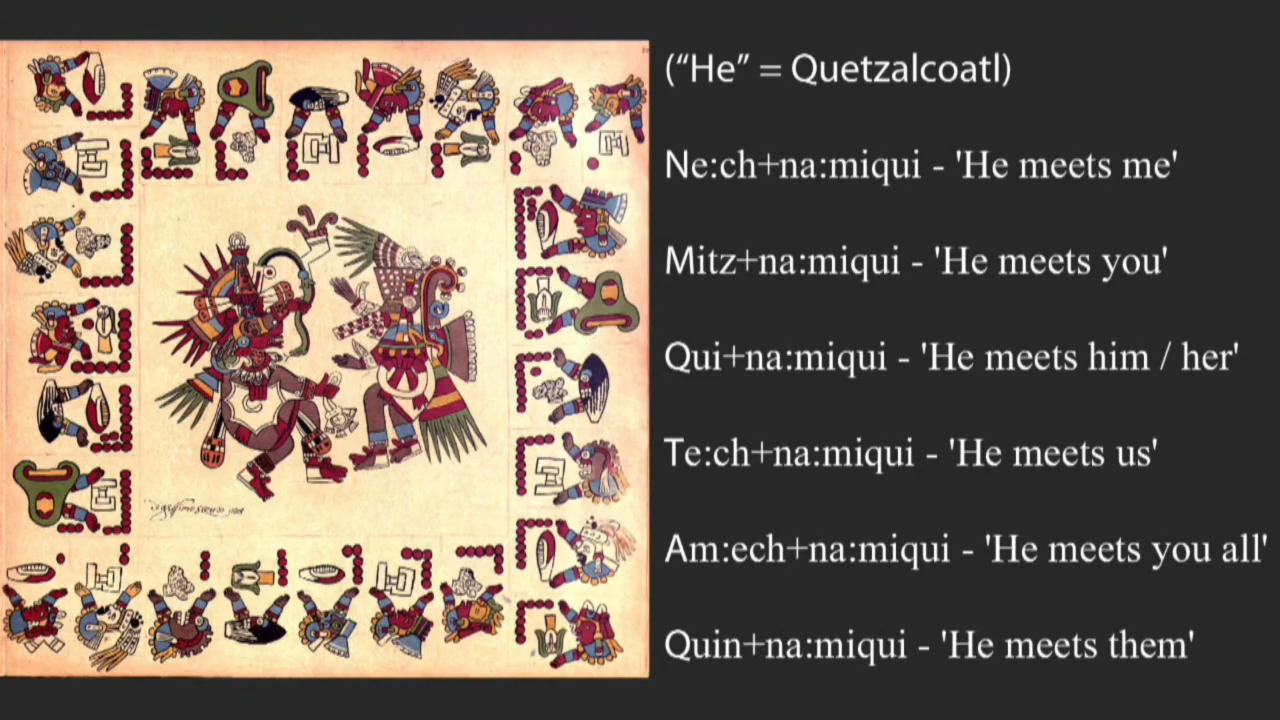 ("He" = Quetzalcoatl)
Ne:ch+na:miqui - 'He meets me'
Mitz+na:miqui - 'He meets you'
Qui+na:miqui - 'He meets him / her'
Te:ch+na:miqui - 'He meets us'
Am:ech+na:miqui - 'He meets you all'
Quin+na:miqui - 'He meets them'